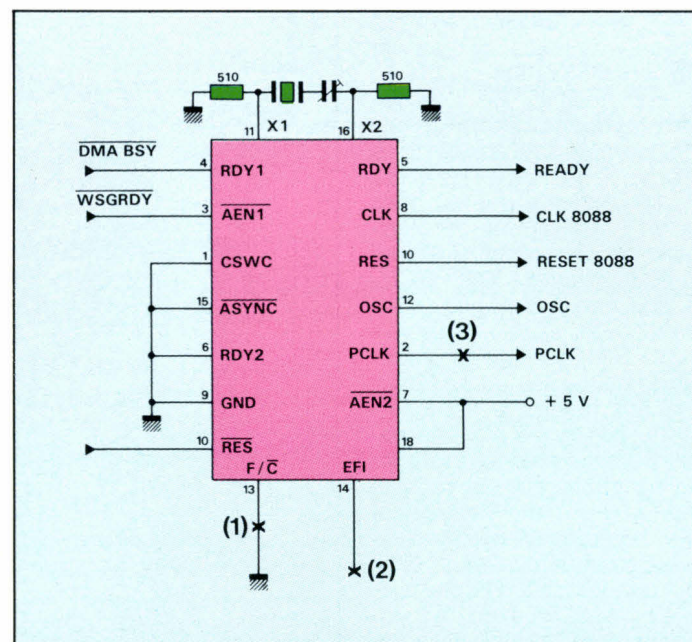 510 510
11 X1 16 X2
DMA BSY 4 RDY1 RDY 5 READY
WSGRDY 3 AEN1 CLK 8 CLK 8088
1 CSWC RES 10 RESET 8088
15 ASYNC OSC 12 OSC
(3)
6 RDY2 PCLK 2 PCLK
9 GND AEN2 7 + 5 V
10 RES 18
F/C EFI
13 14
(1)
(2)